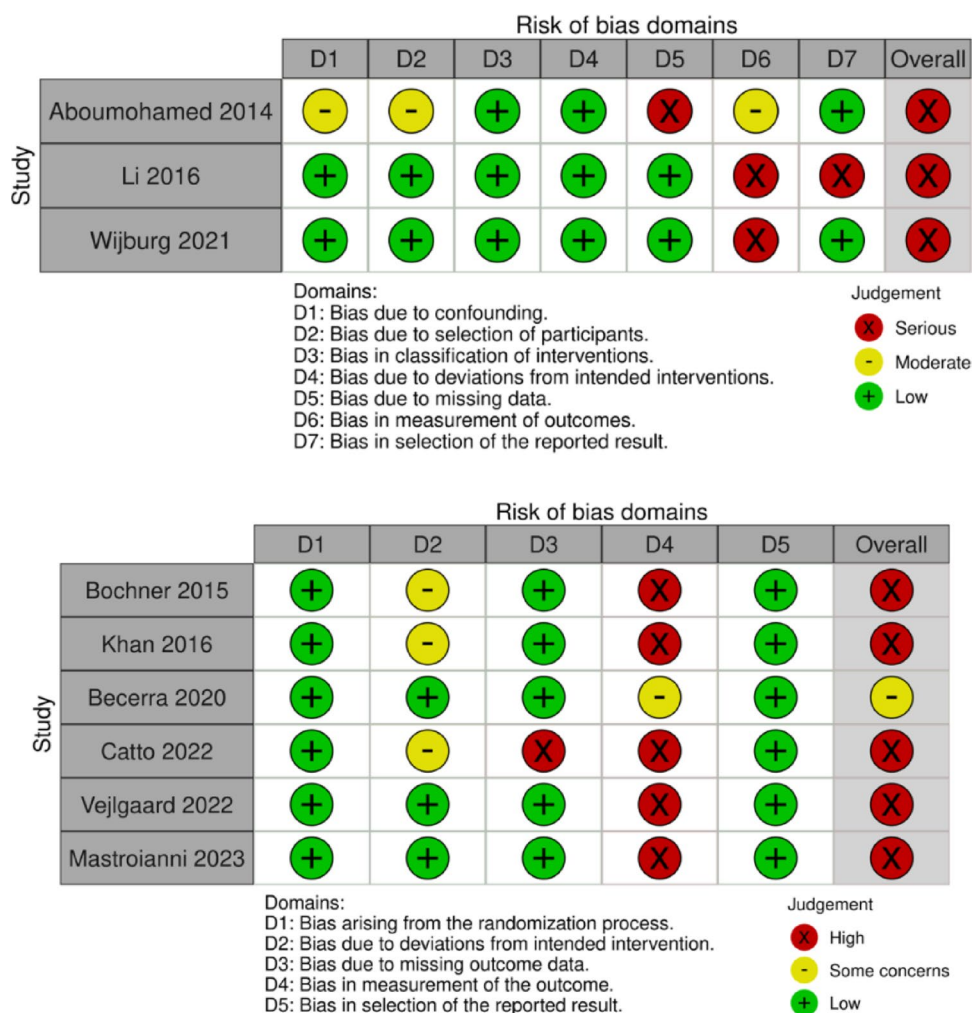 Risk of bias domains
D1 D2 D3 D4 D5 D6 D7 Overall
Study
Aboumohamed 2014 - - + + X - + X
Li 2016 + + + + + X X X
Wijburg 2021 + + + + + X + X
Domains:
D1: Bias due to confounding.
D2: Bias due to selection of participants.
D3: Bias in classification of interventions.
D4: Bias due to deviations from intended interventions.
D5: Bias due to missing data.
D6: Bias in measurement of outcomes.
D7: Bias in selection of the reported result.
Judgement
X Serious
- Moderate
+ Low
Risk of bias domains
D1 D2 D3 D4 D5 Overall
Study
Bochner 2015 + - + X + X
Khan 2016 + - + X + X
Becerra 2020 + + + - + -
Catto 2022 + - X X + X
Vejlgaard 2022 + + + X + X
Mastroianni 2023 + + + X + X
Domains:
D1: Bias arising from the randomization process.
D2: Bias due to deviations from intended intervention.
D3: Bias due to missing outcome data.
D4: Bias in measurement of the outcome.
D5: Bias in selection of the reported result.
Judgement
X High
- Some concerns
+ Low